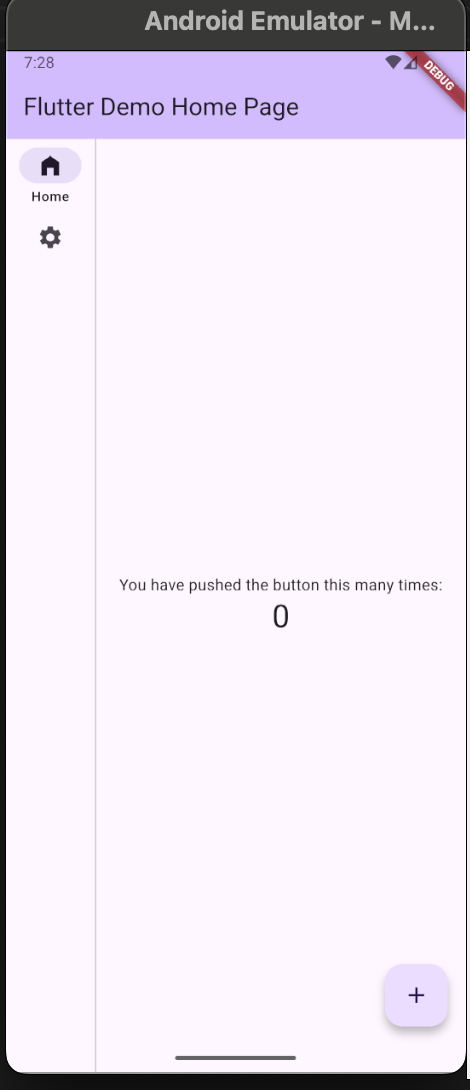 Android Emulator - M...
7:28
DEBUG
Flutter Demo Home Page
Home
You have pushed the button this many times:
0
+